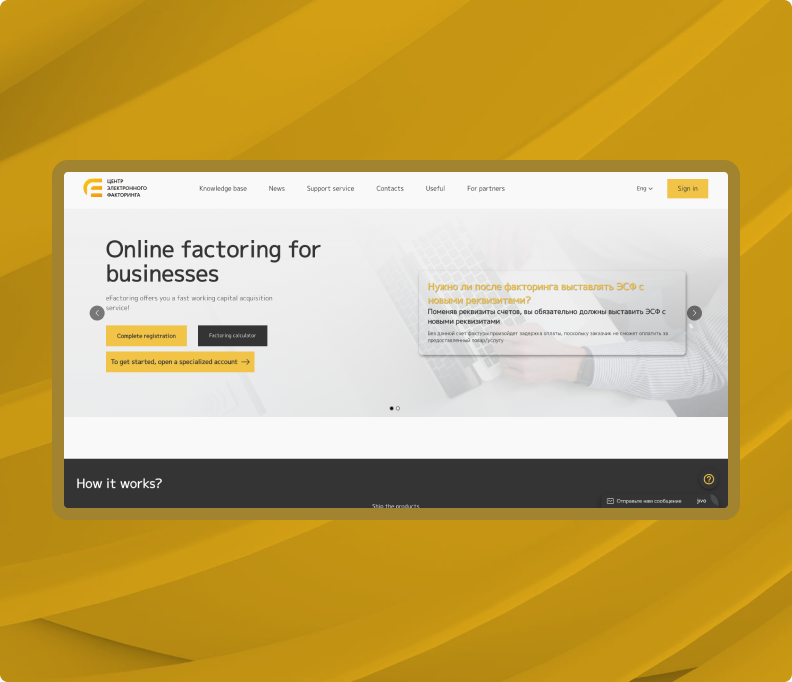 ЦЕНТР
ЭЛЕКТРОННОГО
ФАКТОРИНГА
Knowledge base
News
Support service
Contacts
Useful
For partners
Eng
Sign in
Online factoring for
businesses
eFactoring offers you a fast working capital acquisition
service!
Complete registration
Factoring calculator
To get started, open a specialized account
Нужно ли после факторинга выставлять ЭСФ с
новыми реквизитами?
Поменяв реквизиты счетов, вы обязательно должны выставить ЭСФ с
новыми реквизитами
Без данной счет фактуры произойдет задержка оплаты, поскольку заказчик не сможет оплатить за
предоставленный товар/услугу
How it works?
Ship the products
Отправьте нам сообщение
jivo